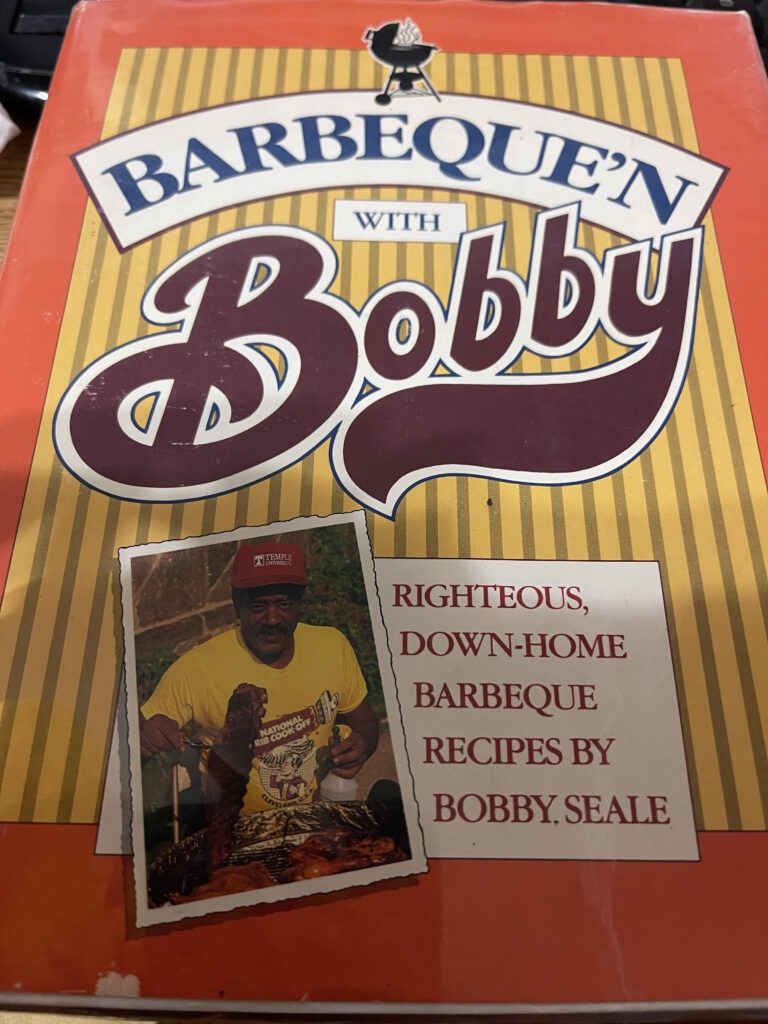 BARBEQUE'N
WITH
Bobby
TEMPLE
UNIVERSITY
NATIONAL
RIB COOK-OFF
RIGHTEOUS,
DOWN-HOME
BARBEQUE
RECIPES BY
BOBBY SEALE